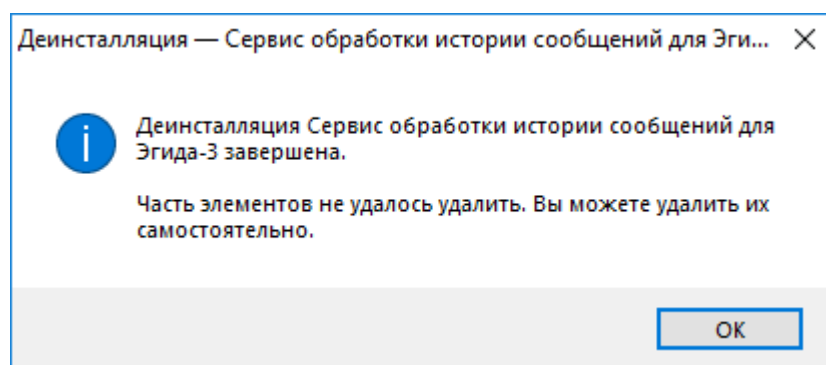 Деинсталляция — Сервис обработки истории сообщений для Эги...
Деинсталляция Сервис обработки истории сообщений для
Эгида-3 завершена.
Часть элементов не удалось удалить. Вы можете удалить их
самостоятельно.
ОК